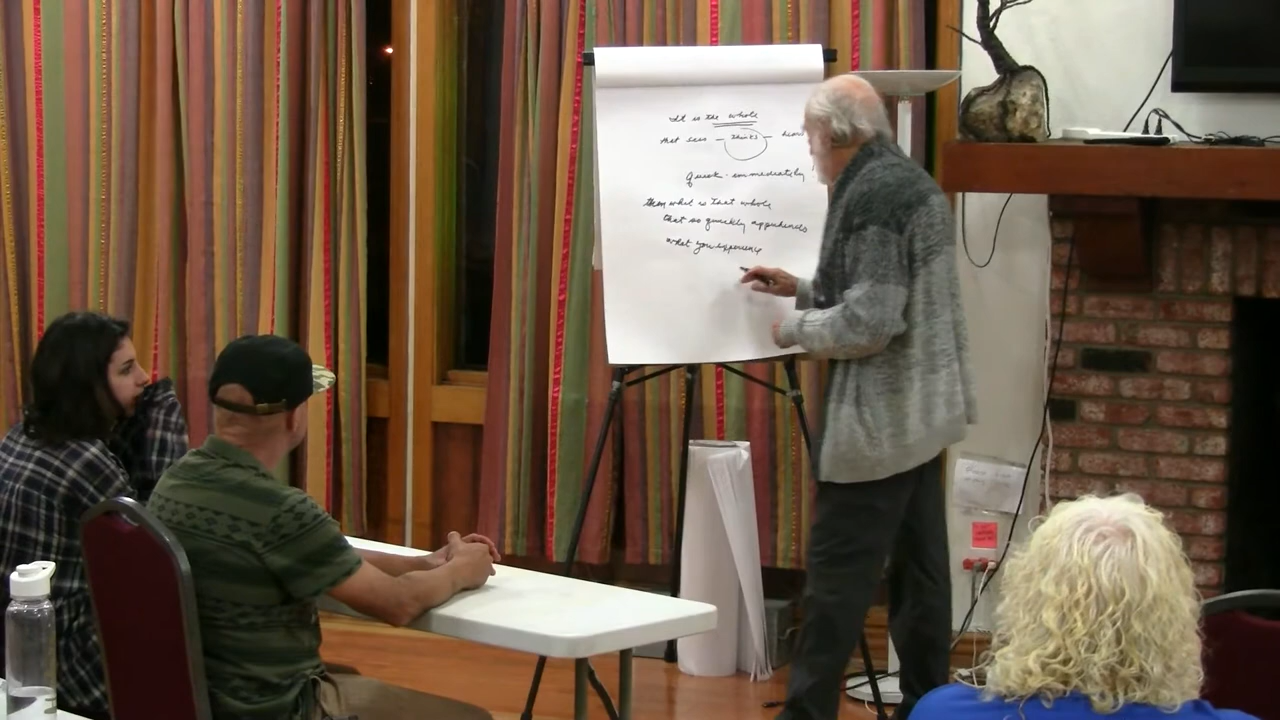 It is the whole
that sees - thinks - hears
Quick - immediately
then what is that whole
that so quickly apprehends
what you experience